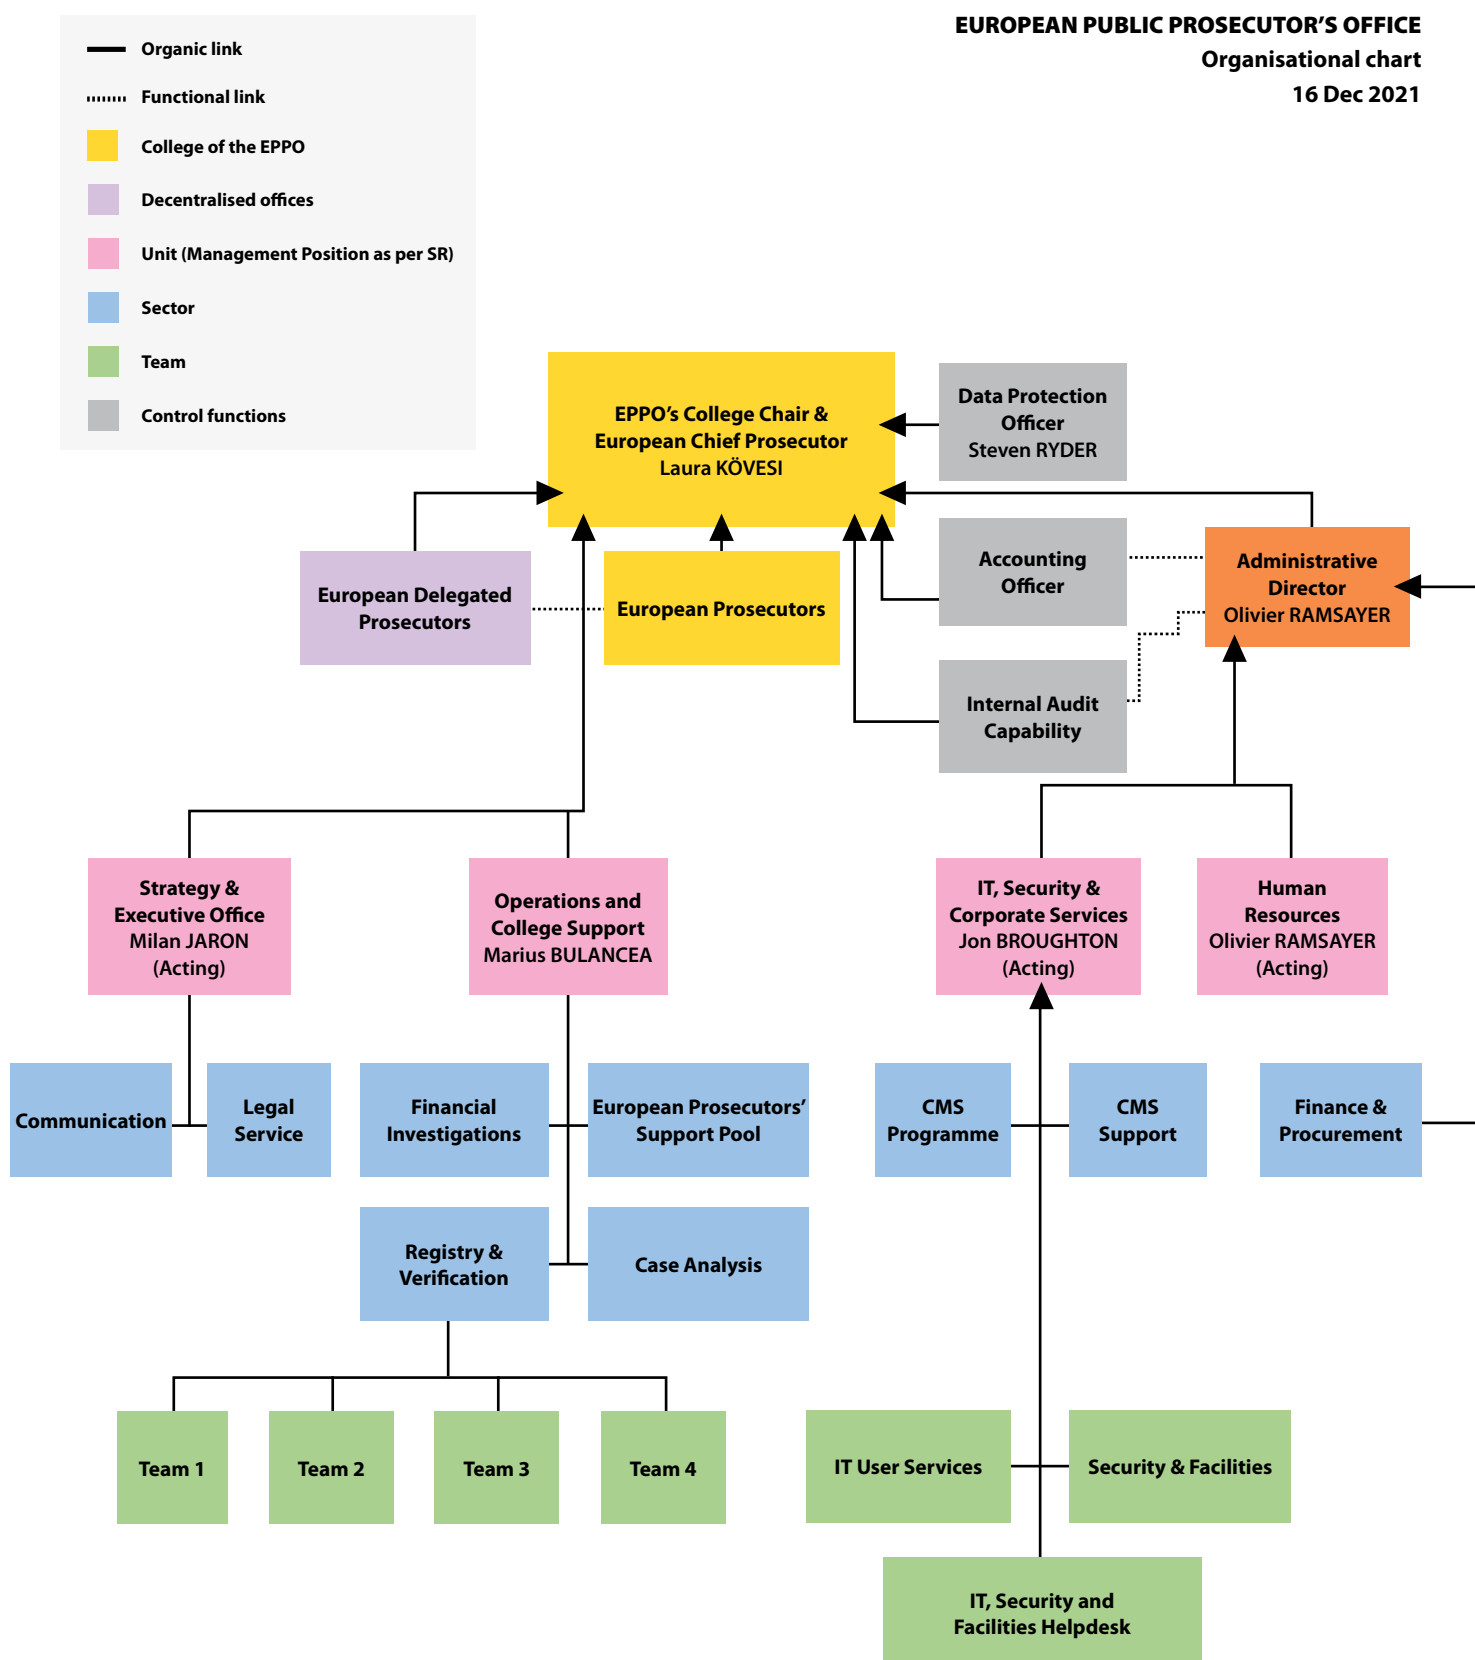 EUROPEAN PUBLIC PROSECUTOR’S OFFICE
Organisational chart
16 Dec 2021
Organic link
Functional link
College of the EPPO
Decentralised offices
Unit (Management Position as per SR)
Sector
Team
Control functions
EPPO’s College Chair &
European Chief Prosecutor
Laura KÖVESI
Data Protection
Officer
Steven RYDER
European Delegated
Prosecutors
European Prosecutors
Accounting
Officer
Administrative
Director
Olivier RAMSAYER
Internal Audit
Capability
Strategy &
Executive Office
Milan JARON
(Acting)
Operations and
College Support
Marius BULANCEA
IT, Security &
Corporate Services
Jon BROUGHTON
(Acting)
Human
Resources
Olivier RAMSAYER
(Acting)
Communication
Legal
Service
Financial
Investigations
European Prosecutors’
Support Pool
CMS
Programme
CMS
Support
Finance &
Procurement
Registry &
Verification
Case Analysis
Team 1
Team 2
Team 3
Team 4
IT User Services
Security & Facilities
IT, Security and
Facilities Helpdesk